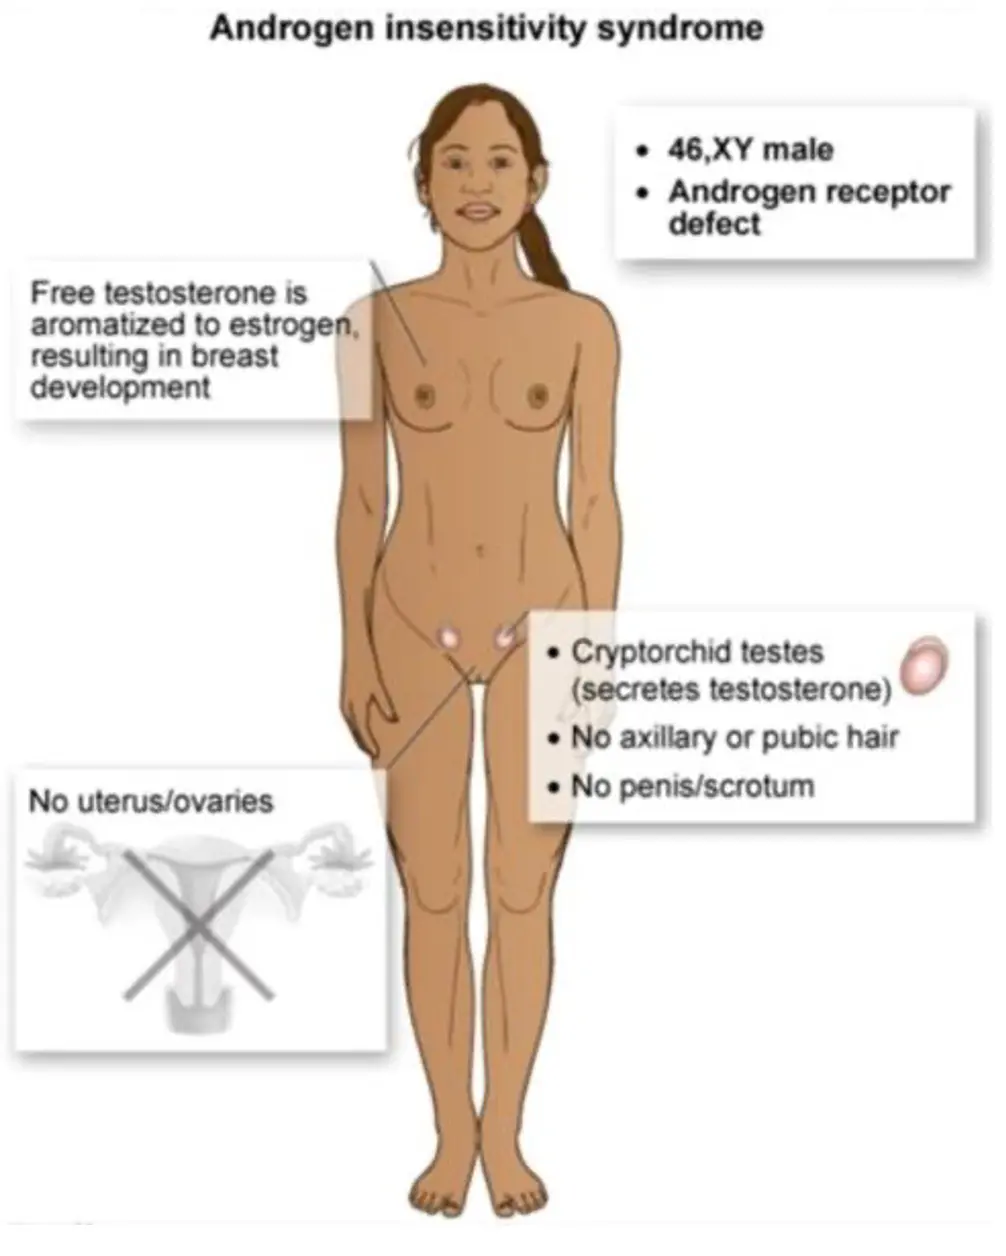 Androgen insensitivity syndrome
• 46,XY male
• Androgen receptor
defect
Free testosterone is
aromatized to estrogen,
resulting in breast
development
• Cryptorchid testes
(secretes testosterone)
• No axillary or pubic hair
• No penis/scrotum
No uterus/ovaries